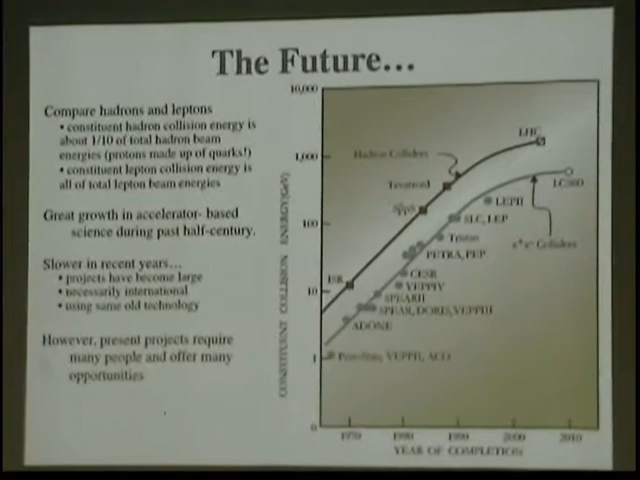 The Future...
Compare hadrons and leptons
• constituent hadron collision energy is
about 1/10 of total hadron beam
energies (protons made up of quarks!)
• constituent lepton collision energy is
all of total lepton beam energies
Great growth in accelerator- based
science during past half-century.
Slower in recent years...
• projects have become large
• necessarily international
• using same old technology
However, present projects require
many people and offer many
opportunities
CONSTITUENT COLLISION ENERGY (GeV)
10,000
1,000
100
10
1
0
LHC
Hadron Colliders
Tevatron
LC500
LEPII
SLC, LEP
Tristan
e⁺e⁻ Colliders
PETRA, PEP
ISR
CESR
VEPPIV
SPEARII
SPEAR, DORIS, VEPPIII
ADONE
VEPPII, ACO
1970
1980
1990
2000
2010
YEAR OF COMPLETION